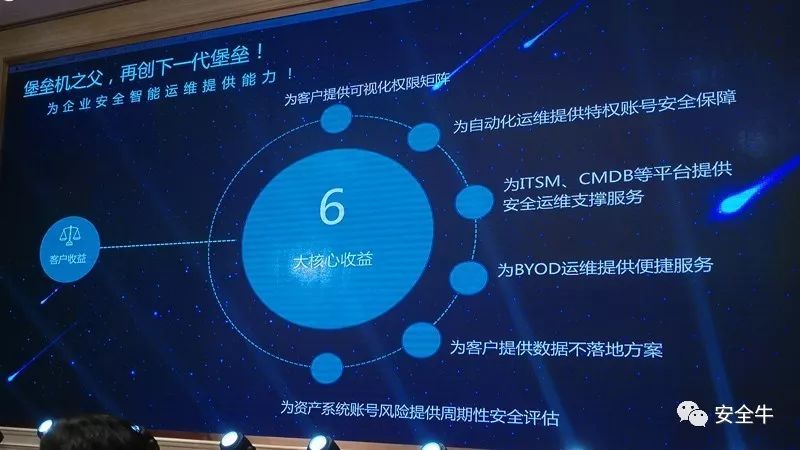 堡垒机之父，再创下一代堡垒！
为企业安全智能运维提供能力！
为客户提供可视化权限矩阵
为自动化运维提供特权账号安全保障
为ITSM、CMDB等平台提供
安全运维支撑服务
6
大核心收益
客户收益
为BYOD运维提供便捷服务
为客户提供数据不落地方案
为资产系统账号风险提供周期性安全评估
安全牛